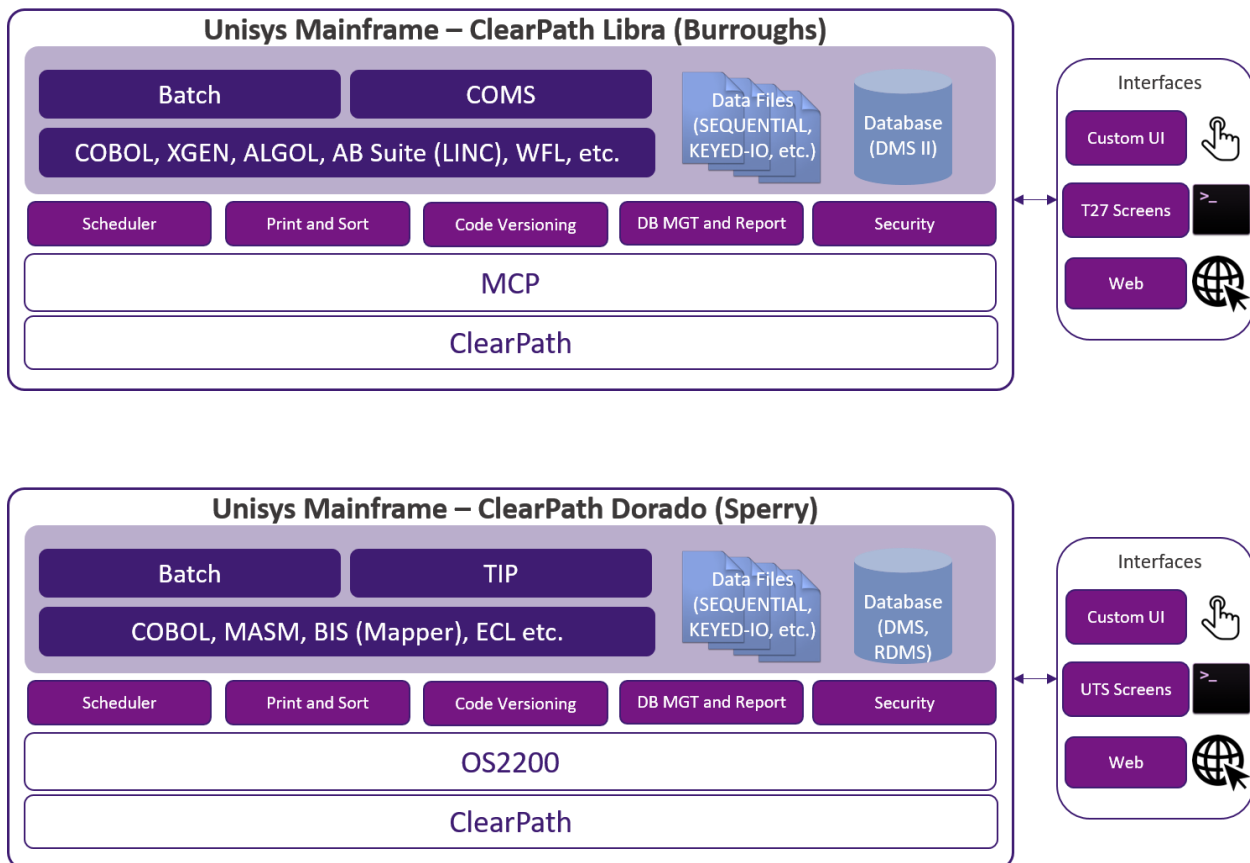 Unisys Mainframe – ClearPath Libra (Burroughs)
Batch
COMS
COBOL, XGEN, ALGOL, AB Suite (LINC), WFL, etc.
Data Files
(SEQUENTIAL,
KEYED-IO, etc.)
Database
(DMS II)
Scheduler
Print and Sort
Code Versioning
DB MGT and Report
Security
MCP
ClearPath
Interfaces
Custom UI
T27 Screens
>_
Web
Unisys Mainframe – ClearPath Dorado (Sperry)
Batch
TIP
COBOL, MASM, BIS (Mapper), ECL etc.
Data Files
(SEQUENTIAL,
KEYED-IO, etc.)
Database
(DMS,
RDMS)
Scheduler
Print and Sort
Code Versioning
DB MGT and Report
Security
OS2200
ClearPath
Interfaces
Custom UI
UTS Screens
>_
Web